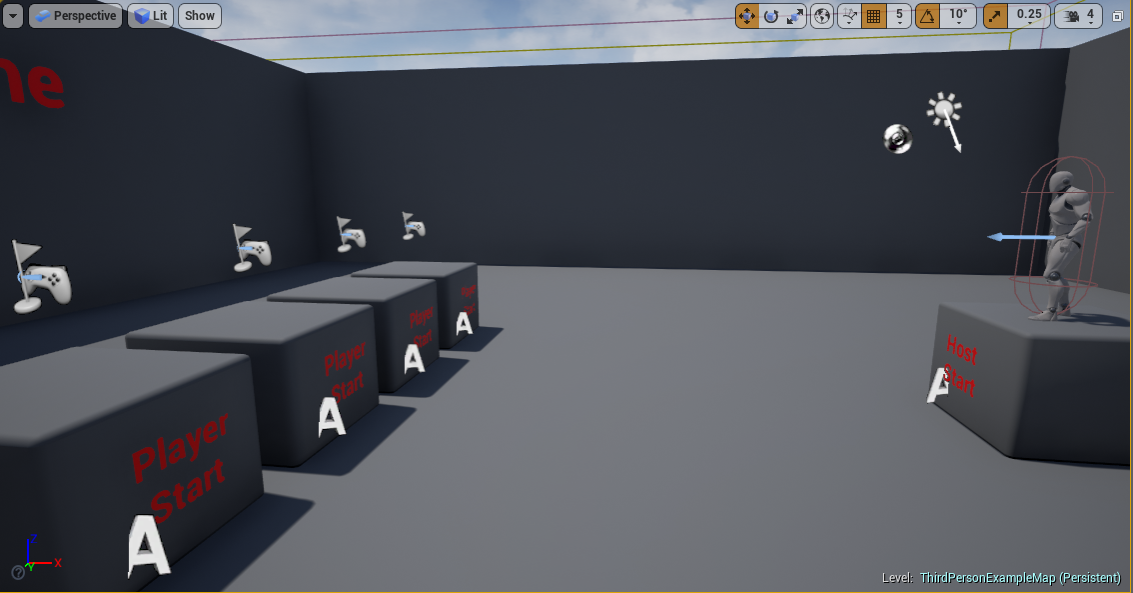 Perspective
Lit
Show
5
10°
0.25
4
ne
Player
Start
Player
Start
Player
Start
Host
Start
A
A
A
A
A
Z
X
Y
Level: ThirdPersonExampleMap (Persistent)